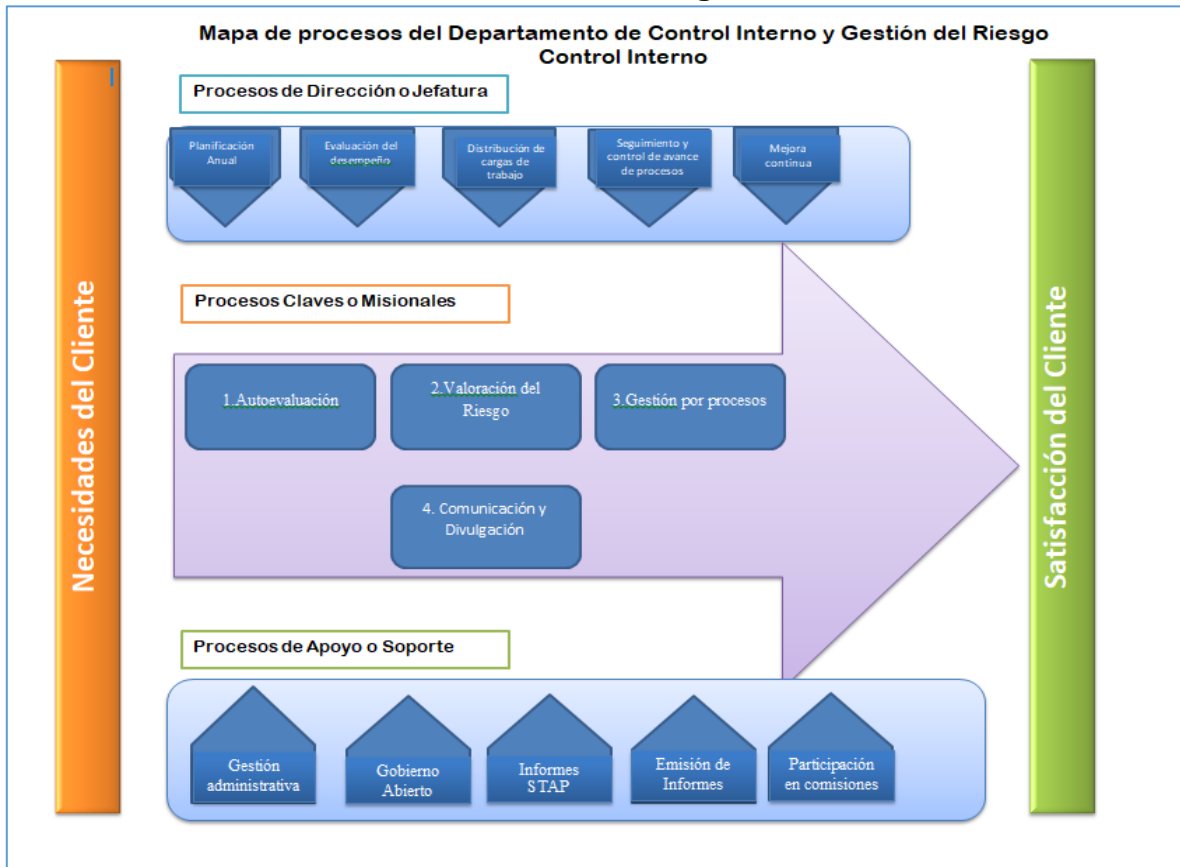 Mapa de procesos del Departamento de Control Interno y Gestión del Riesgo
Control Interno
Necesidades del Cliente
Procesos de Dirección o Jefatura
Planificación
Anual
Evaluación del
desempeño
Distribución de
cargas de
trabajo
Seguimiento y
control de avance
de procesos
Mejora
continua
Procesos Claves o Misionales
1.Autoevaluación
2.Valoración del
Riesgo
3.Gestión por procesos
4. Comunicación y
Divulgación
Procesos de Apoyo o Soporte
Gestión
administrativa
Gobierno
Abierto
Informes
STAP
Emisión de
Informes
Participación
en comisiones
Satisfacción del Cliente